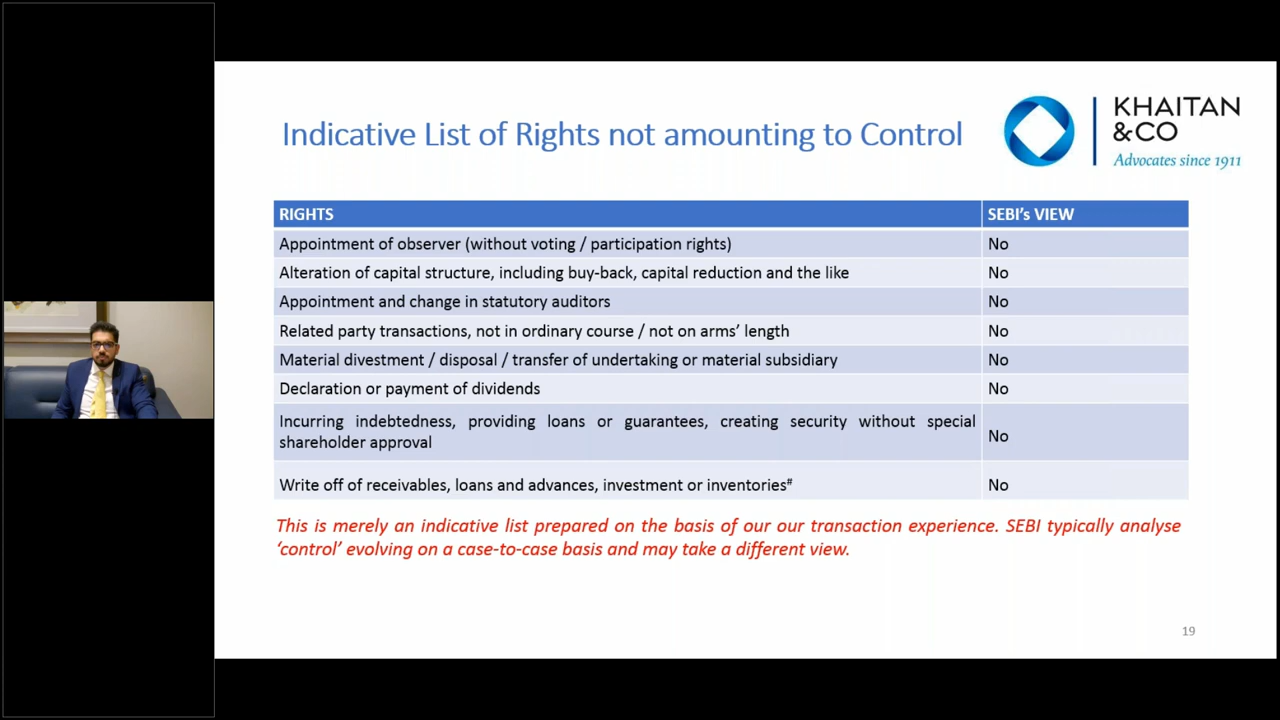 KHAITAN
&CO
Advocates since 1911
Indicative List of Rights not amounting to Control
RIGHTS SEBI's VIEW
Appointment of observer (without voting / participation rights) No
Alteration of capital structure, including buy-back, capital reduction and the like No
Appointment and change in statutory auditors No
Related party transactions, not in ordinary course / not on arms' length No
Material divestment / disposal / transfer of undertaking or material subsidiary No
Declaration or payment of dividends No
Incurring indebtedness, providing loans or guarantees, creating security without special
shareholder approval No
Write off of receivables, loans and advances, investment or inventories# No
This is merely an indicative list prepared on the basis of our our transaction experience. SEBI typically analyse
'control' evolving on a case-to-case basis and may take a different view.
19